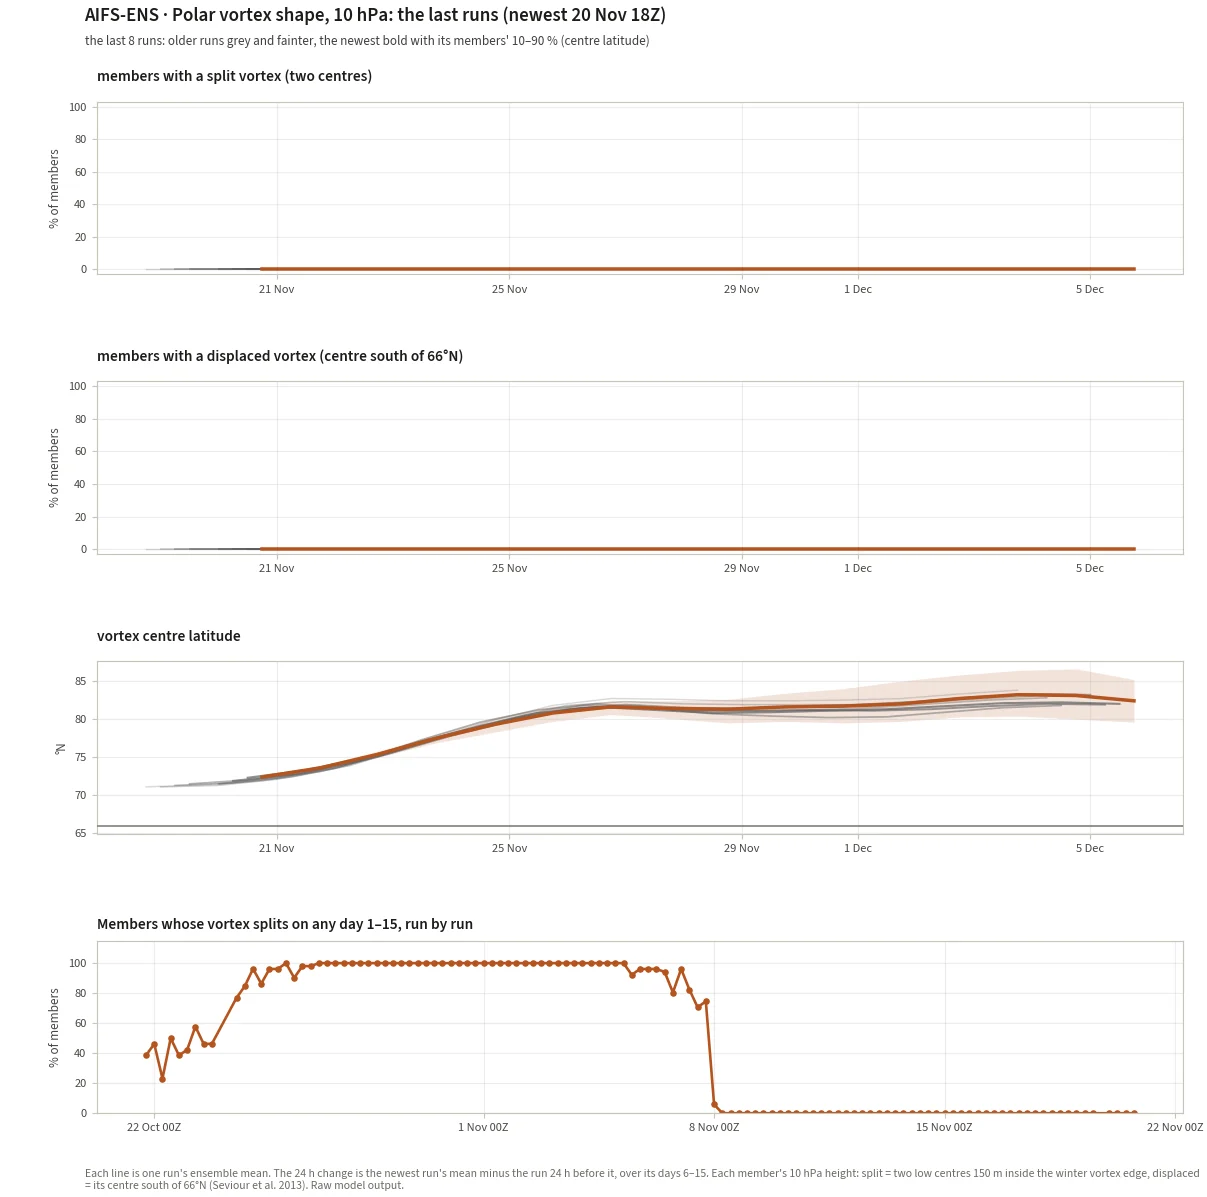 AIFS-ENS · Polar vortex shape, 10 hPa: the last runs (newest 20 Nov 18Z)
the last 8 runs: older runs grey and fainter, the newest bold with its members' 10–90 % (centre latitude)
members with a split vortex (two centres)
% of members
100
80
60
40
20
0
21 Nov
25 Nov
29 Nov
1 Dec
5 Dec
members with a displaced vortex (centre south of 66°N)
% of members
100
80
60
40
20
0
21 Nov
25 Nov
29 Nov
1 Dec
5 Dec
vortex centre latitude
°N
85
80
75
70
65
21 Nov
25 Nov
29 Nov
1 Dec
5 Dec
Members whose vortex splits on any day 1–15, run by run
% of members
100
80
60
40
20
0
22 Oct 00Z
1 Nov 00Z
8 Nov 00Z
15 Nov 00Z
22 Nov 00Z
Each line is one run's ensemble mean. The 24 h change is the newest run's mean minus the run 24 h before it, over its days 6–15. Each member's 10 hPa height: split = two low centres 150 m inside the winter vortex edge, displaced
= its centre south of 66°N (Seviour et al. 2013). Raw model output.